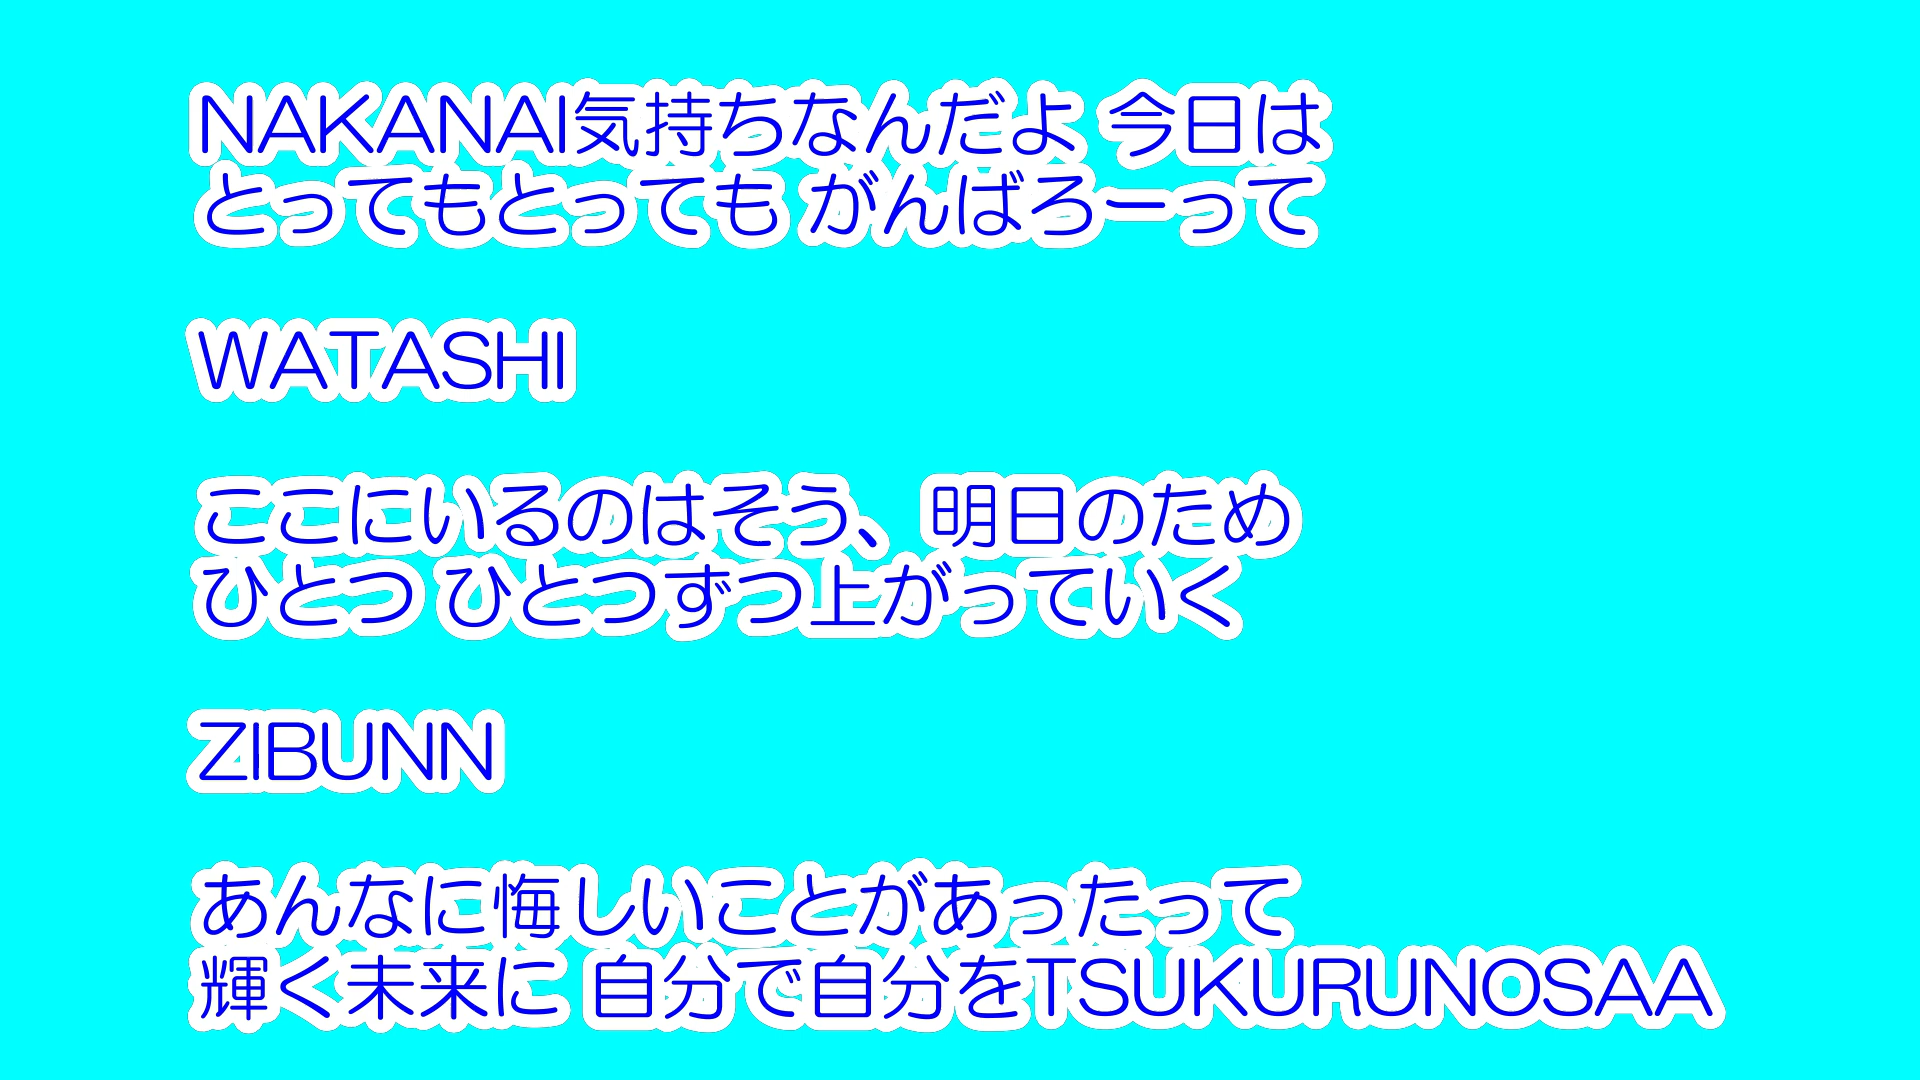 NAKANAI気持ちなんだよ 今日は
とってもとっても がんばろーって
WATASHI
ここにいるのはそう、明日のため
ひとつ ひとつずつ上がっていく
ZIBUNN
あんなに悔しいことがあったって
輝く未来に 自分で自分をTSUKURUNOSAA